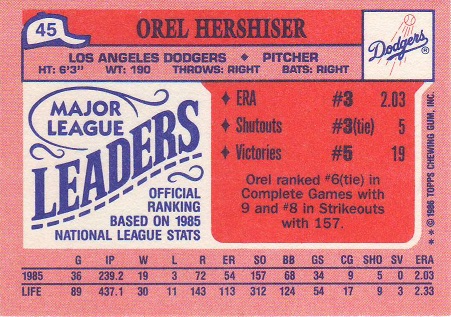 45
OREL HERSHISER
LOS ANGELES DODGERS ♦ PITCHER
HT: 6'3" WT: 190 THROWS: RIGHT BATS: RIGHT
Dodgers ®
MAJOR
LEAGUE
LEADERS
OFFICIAL
RANKING
BASED ON 1985
NATIONAL LEAGUE STATS
♦ ERA #3 2.03
♦ Shutouts #3(tie) 5
♦ Victories #5 19
Orel ranked #6(tie) in
Complete Games with
9 and #8 in Strikeouts
with 157.
* * © 1986 TOPPS CHEWING GUM, INC.
G IP W L R ER SO BB GS CG SHO SV ERA
1985 36 239.2 19 3 72 54 157 68 34 9 5 0 2.03
LIFE 89 437.1 30 11 143 113 312 124 54 17 9 3 2.33